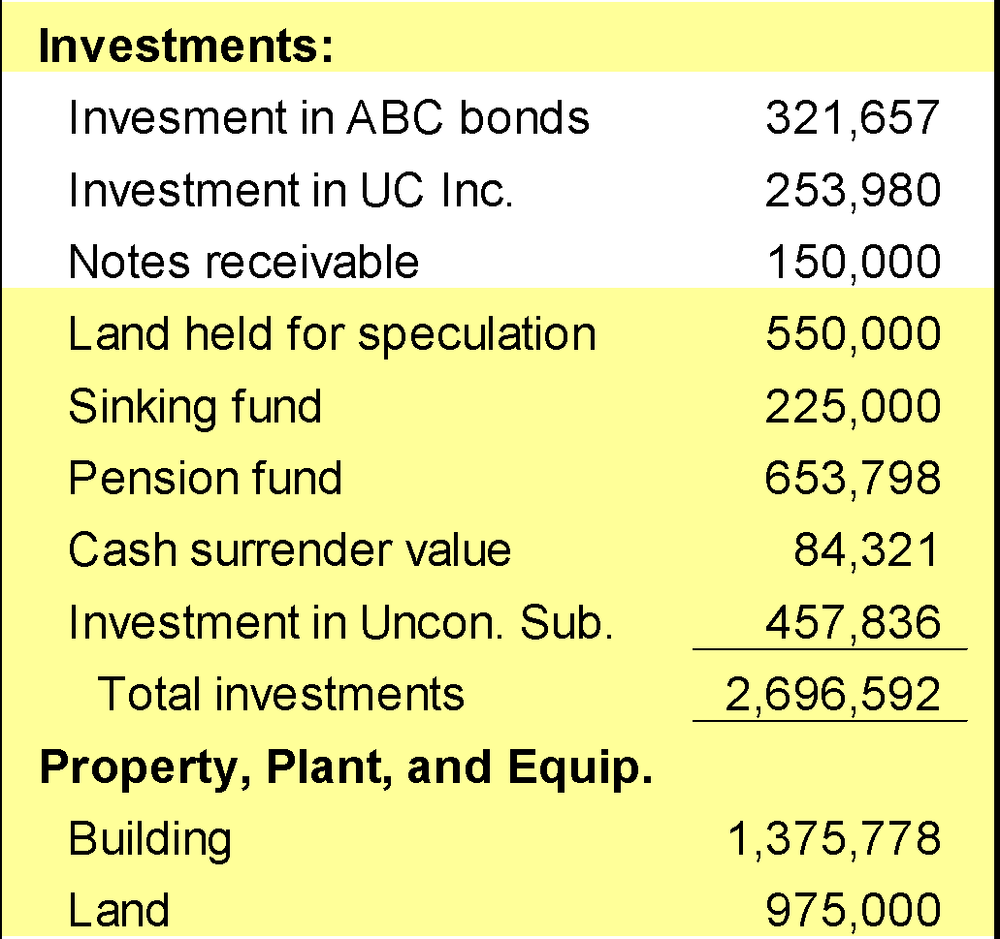 Investments:
Invesment in ABC bonds 321,657
Investment in UC Inc. 253,980
Notes receivable 150,000
Land held for speculation 550,000
Sinking fund 225,000
Pension fund 653,798
Cash surrender value 84,321
Investment in Uncon. Sub. 457,836
Total investments 2,696,592
Property, Plant, and Equip.
Building 1,375,778
Land 975,000